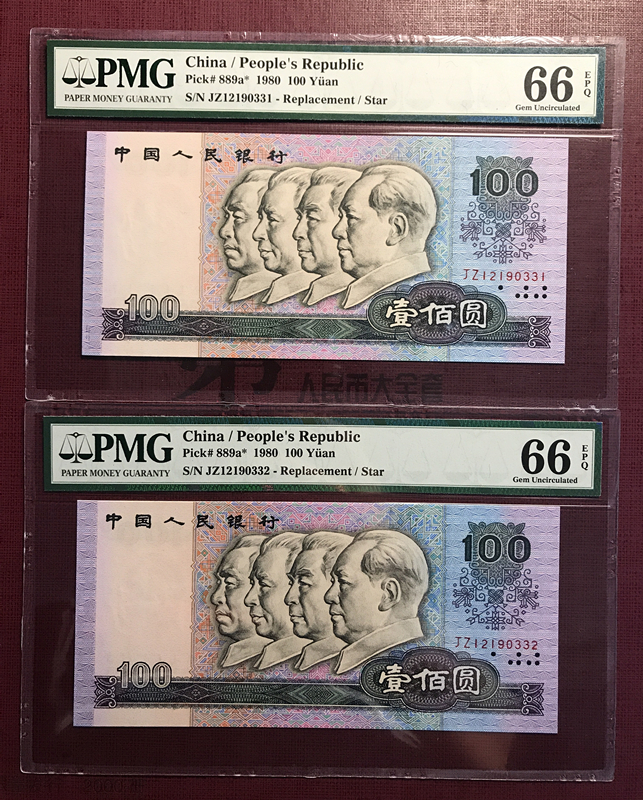 PMG
PAPER MONEY GUARANTY
China / People's Republic
Pick# 889a* 1980 100 Yüan
S/N JZ12190331 - Replacement / Star
66
EPQ
Gem Uncirculated
中国人民银行
100
JZ12190331
100
壹佰圆
人民币大全套
PMG
PAPER MONEY GUARANTY
China / People's Republic
Pick# 889a* 1980 100 Yüan
S/N JZ12190332 - Replacement / Star
66
EPQ
Gem Uncirculated
中国人民银行
100
JZ12190332
100
壹佰圆